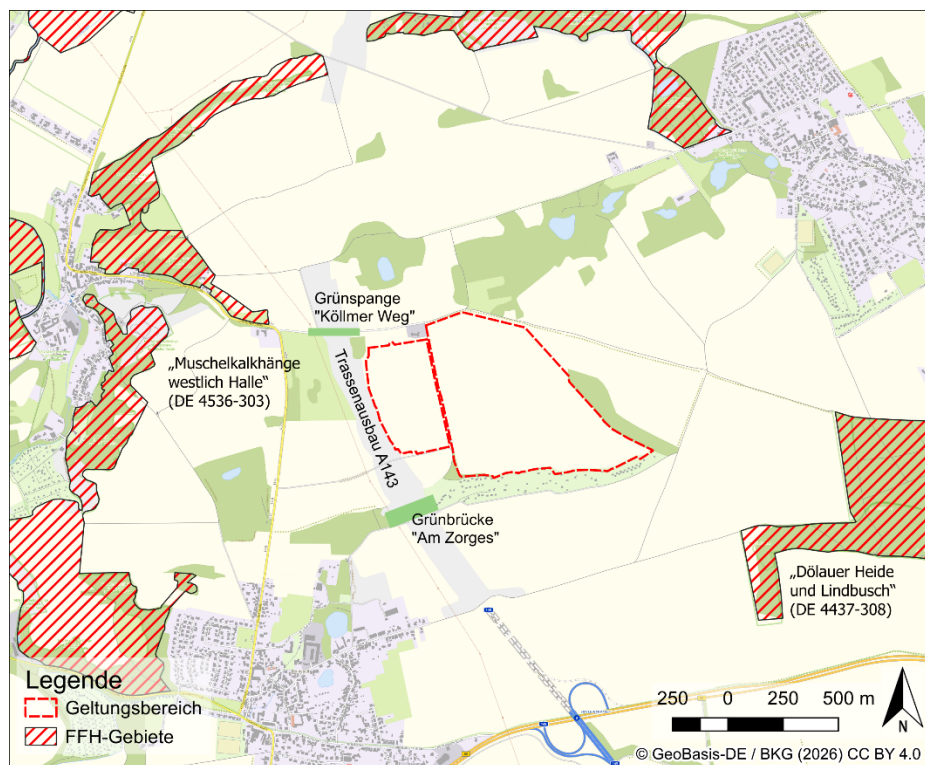 Grünspange
"Köllmer Weg"
„Muschelkalkhänge
westlich Halle“
(DE 4536-303)
Trassenausbau A143
Grünbrücke
"Am Zorges"
„Dölauer Heide
und Lindbusch“
(DE 4437-308)
Legende
Geltungsbereich
FFH-Gebiete
250 0 250 500 m
N
© GeoBasis-DE / BKG (2026) CC BY 4.0